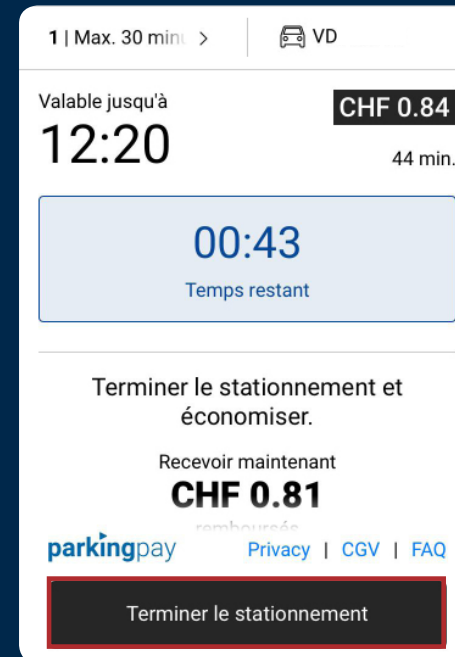 1 | Max. 30 min
VD
Valable jusqu'à
CHF 0.84
12:20
44 min.
00:43
Temps restant
Terminer le stationnement et
économiser.
Recevoir maintenant
CHF 0.81
remboursés
parkingpay
Privacy | CGV | FAQ
Terminer le stationnement